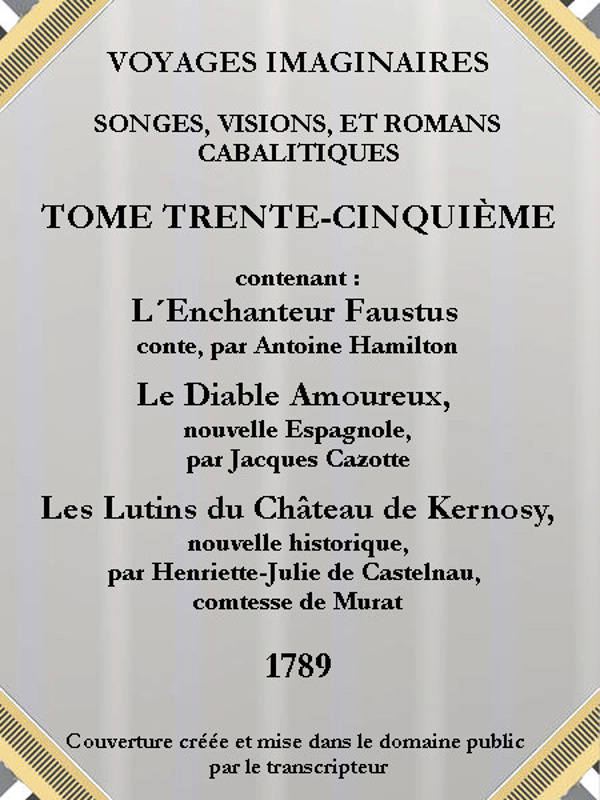 VOYAGES IMAGINAIRES
SONGES, VISIONS, ET ROMANS
CABALITIQUES
TOME TRENTE-CINQUIÈME
contenant :
L´Enchanteur Faustus
conte, par Antoine Hamilton
Le Diable Amoureux,
nouvelle Espagnole,
par Jacques Cazotte
Les Lutins du Château de Kernosy,
nouvelle historique,
par Henriette-Julie de Castelnau,
comtesse de Murat
1789
Couverture créée et mise dans le domaine public
par le transcripteur